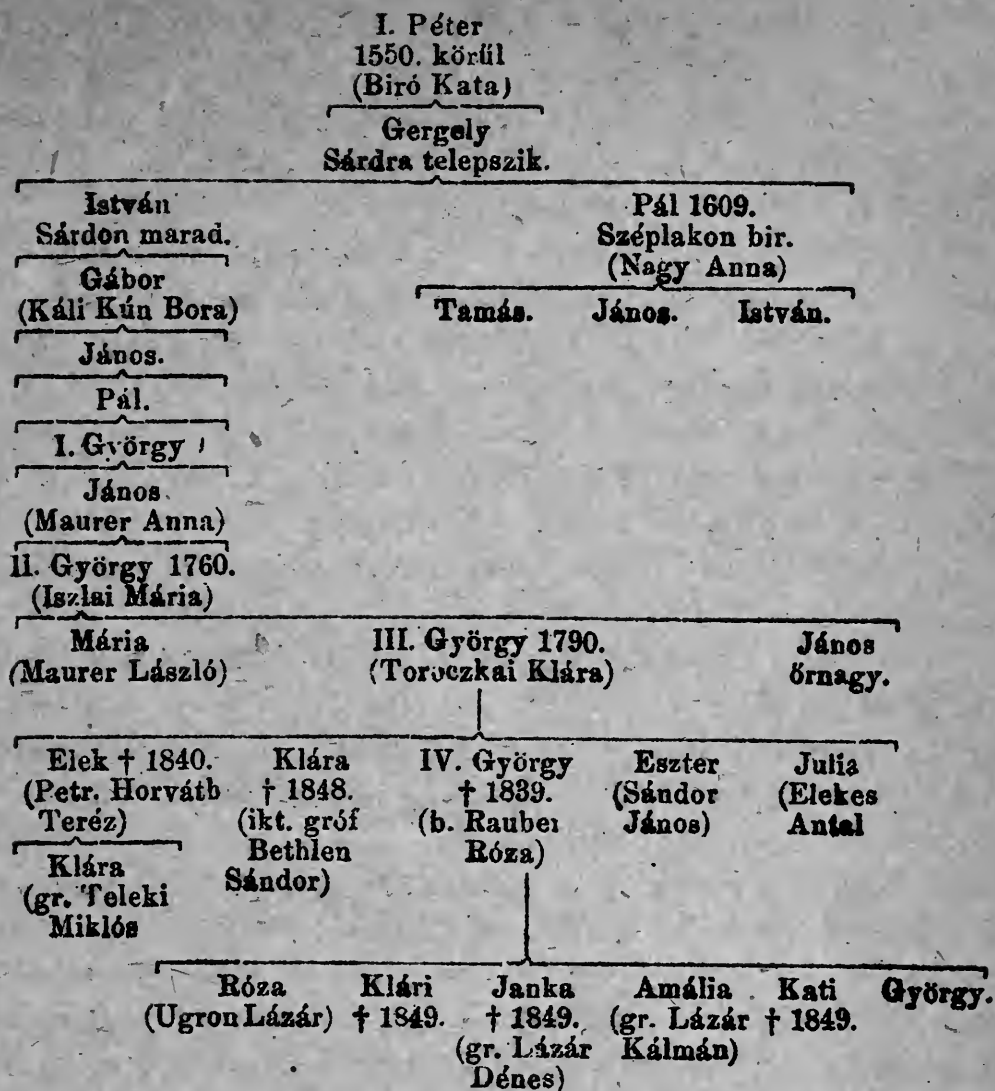 I. Péter
1550. körül
(Biró Kata)
Gergely
Sárdra telepszik.
István
Sárdon marad.
Pál 1609.
Széplakon bir.
(Nagy Anna)
Gábor
(Káli Kún Bora)
Tamás. János. István.
János.
Pál.
I. György
János.
(Maurer Anna)
II. György 1760.
(Iszlai Mária)
Mária
(Maurer László)
III. György 1790.
(Toroczkai Klára)
János
őrnagy.
Elek † 1840.
(Petr. Horváth
Teréz)
Klára
† 1848.
(ikt. gróf
Bethlen
Sándor)
IV. György
† 1839.
(b. Rauber
Róza)
Eszter
(Sándor
János)
Julia
(Elekes
Antal
Klára
(gr. Teleki
Miklós
Róza
(Ugron Lázár)
Klári
† 1849.
Janka
† 1849.
(gr. Lázár
Dénes)
Amália
(gr. Lázár
Kálmán)
Kati
† 1849.
György.